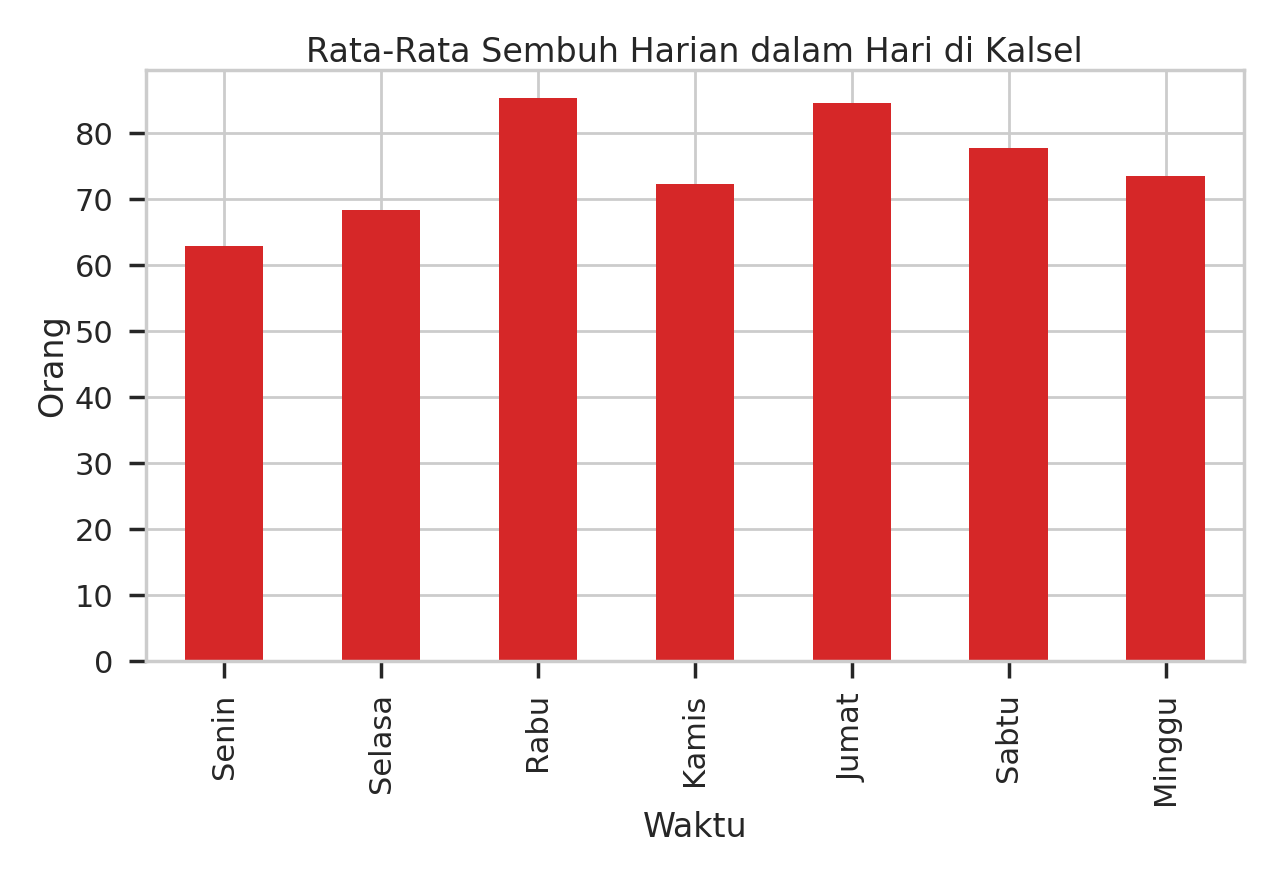 Rata-Rata Sembuh Harian dalam Hari di Kalsel
Orang
80
70
60
50
40
30
20
10
0
Senin
Selasa
Rabu
Kamis
Jumat
Sabtu
Minggu
Waktu